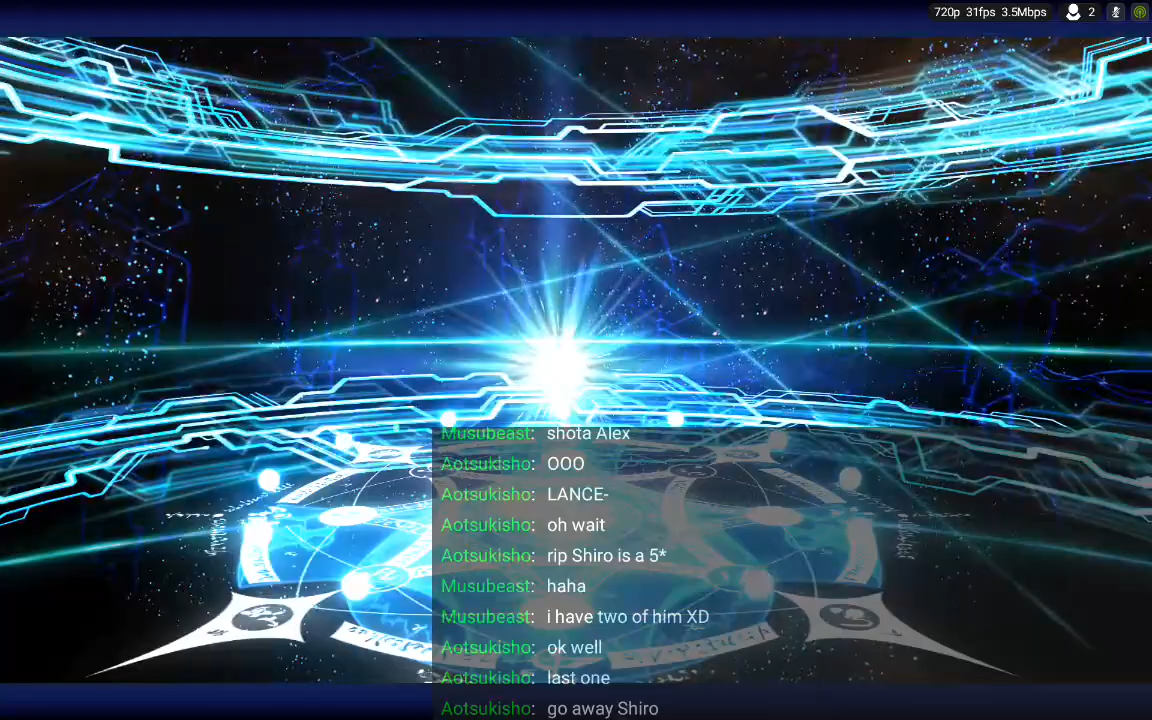 720p 31fps 3.5Mbps 2
Musubeast: shota Alex
Aotsukisho: OOO
Aotsukisho: LANCE-
Aotsukisho: oh wait
Aotsukisho: rip Shiro is a 5*
Musubeast: haha
Musubeast: i have two of him XD
Aotsukisho: ok well
Aotsukisho: last one
Aotsukisho: go away Shiro